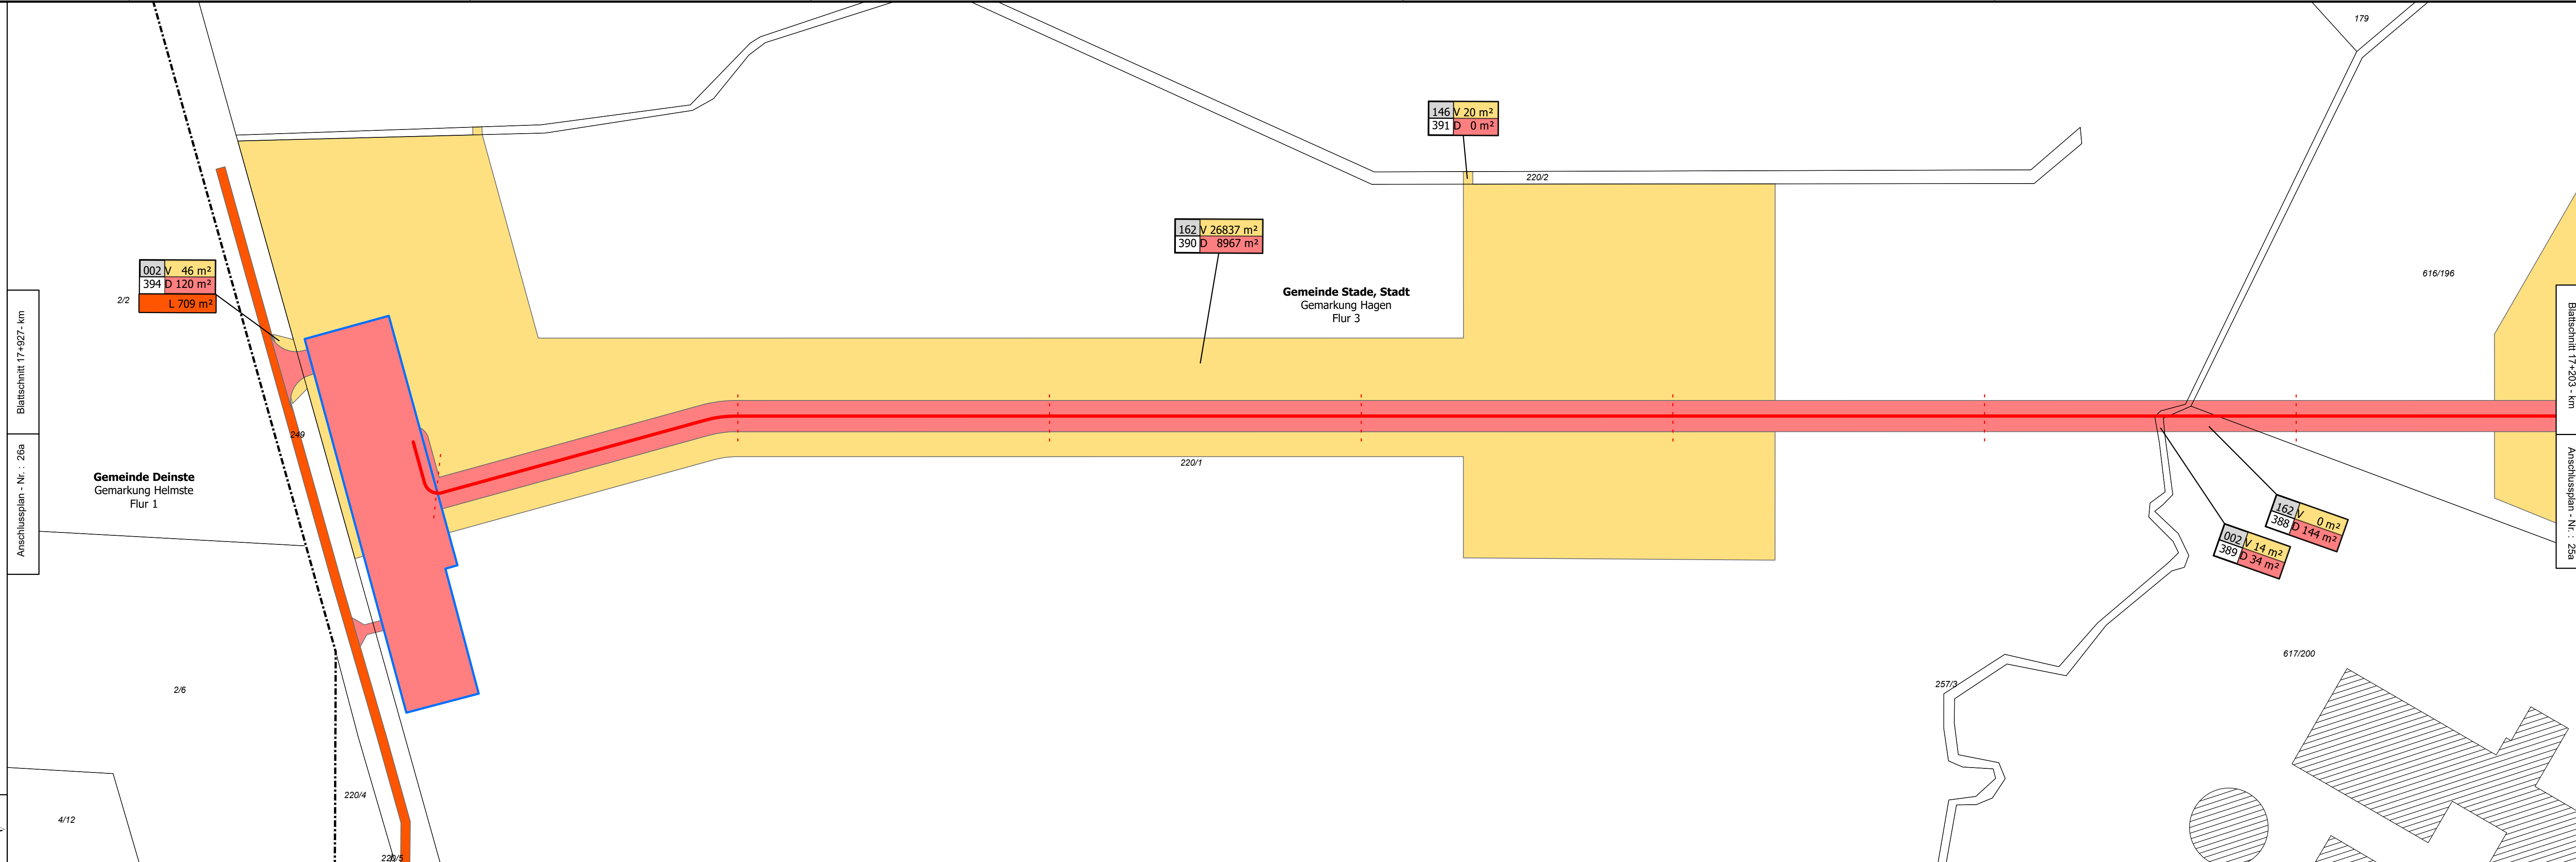 179
146 V 20 m²
391 D 0 m²
220/2
162 V 26837 m²
390 D 8967 m²
002 V 46 m²
394 D 120 m²
L 709 m²
2/2
616/196
Gemeinde Stade, Stadt
Gemarkung Hagen
Flur 3
Blattschnitt 17+927- km
Anschlussplan - Nr. : 26a
Blattschnitt 17+203 - km
Anschlussplan - Nr. : 25a
249
220/1
Gemeinde Deinste
Gemarkung Helmste
Flur 1
162 V 0 m²
388 D 144 m²
002 V 14 m²
389 D 34 m²
617/200
257/3
2/6
220/4
4/12
220/5